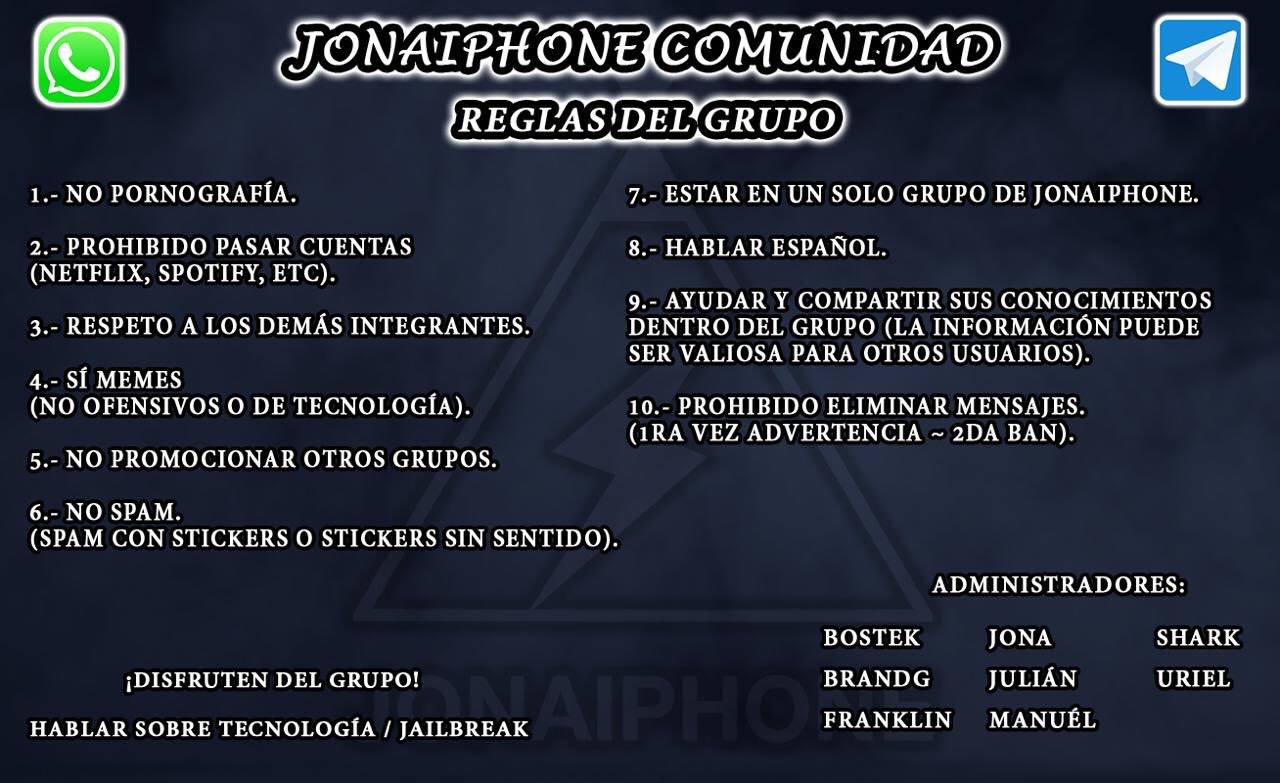 JONAIPHONE COMUNIDAD
REGLAS DEL GRUPO
1.- NO PORNOGRAFÍA.
2.- PROHIBIDO PASAR CUENTAS
(NETFLIX, SPOTIFY, ETC).
3.- RESPETO A LOS DEMÁS INTEGRANTES.
4.- SÍ MEMES
(NO OFENSIVOS O DE TECNOLOGÍA).
5.- NO PROMOCIONAR OTROS GRUPOS.
6.- NO SPAM.
(SPAM CON STICKERS O STICKERS SIN SENTIDO).
7.- ESTAR EN UN SOLO GRUPO DE JONAIPHONE.
8.- HABLAR ESPAÑOL.
9.- AYUDAR Y COMPARTIR SUS CONOCIMIENTOS
DENTRO DEL GRUPO (LA INFORMACIÓN PUEDE
SER VALIOSA PARA OTROS USUARIOS).
10.- PROHIBIDO ELIMINAR MENSAJES.
(1RA VEZ ADVERTENCIA ~ 2DA BAN).
¡DISFRUTEN DEL GRUPO!
HABLAR SOBRE TECNOLOGÍA / JAILBREAK
ADMINISTRADORES:
BOSTEK JONA SHARK
BRANDG JULIÁN URIEL
FRANKLIN MANUÉL
JONAIPHONE